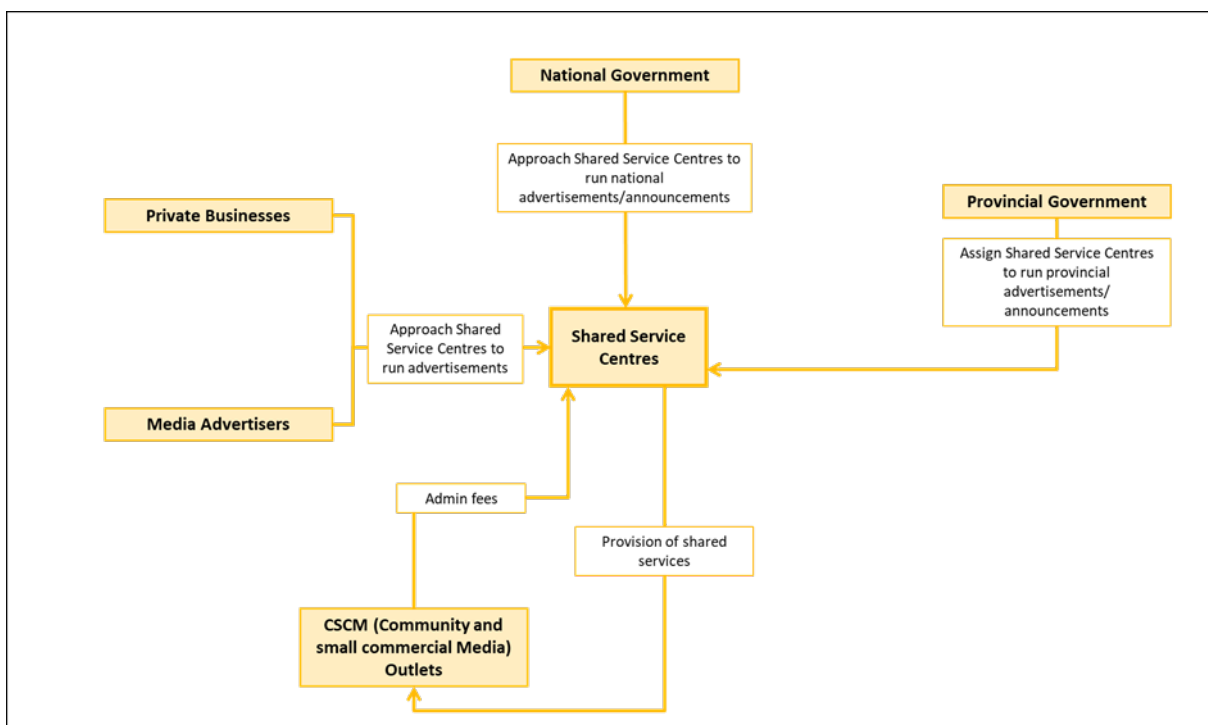 National Government
Approach Shared Service Centres to
run national
advertisements/announcements
Private Businesses
Provincial Government
Assign Shared Service Centres
to run provincial
advertisements/
announcements
Approach Shared
Service Centres to
run advertisements
Shared Service
Centres
Media Advertisers
Admin fees
Provision of shared
services
CSCM (Community and
small commercial Media)
Outlets